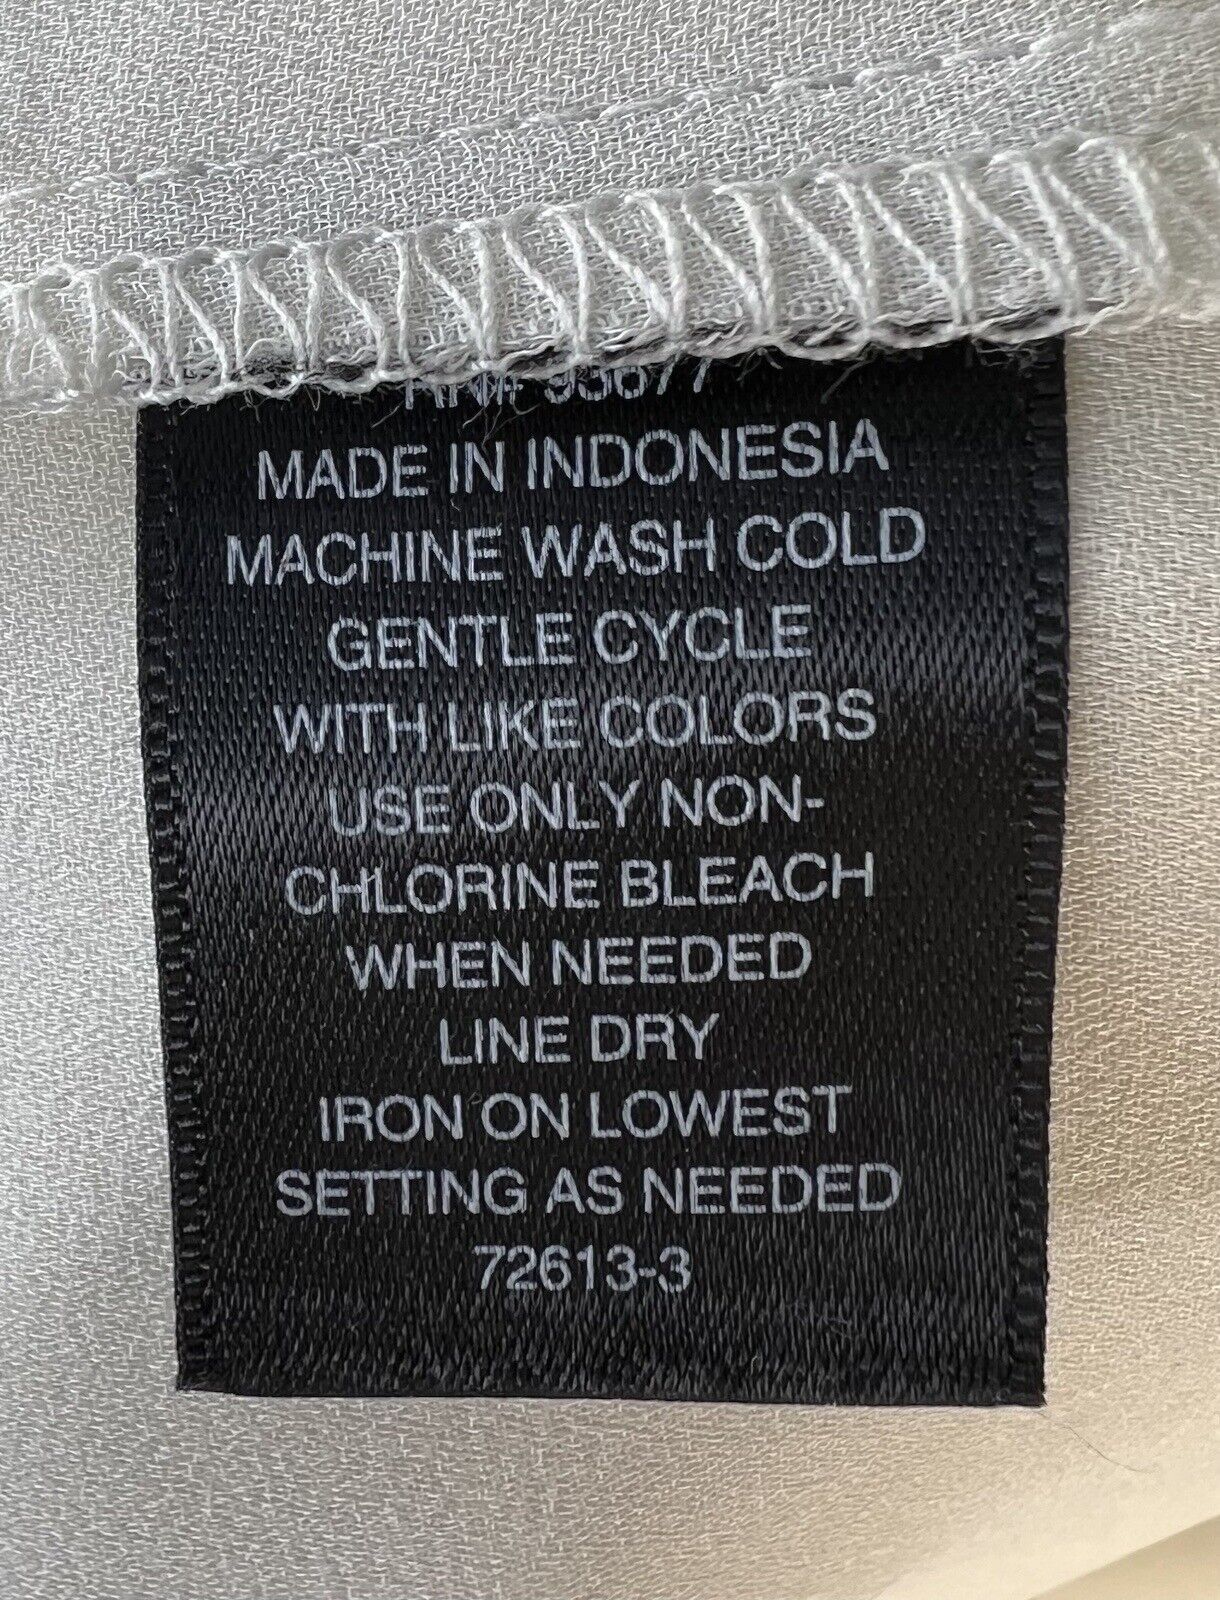 MADE IN INDONESIA
MACHINE WASH COLD
GENTLE CYCLE
WITH LIKE COLORS
USE ONLY NON-
CHLORINE BLEACH
WHEN NEEDED
LINE DRY
IRON ON LOWEST
SETTING AS NEEDED
72613-3